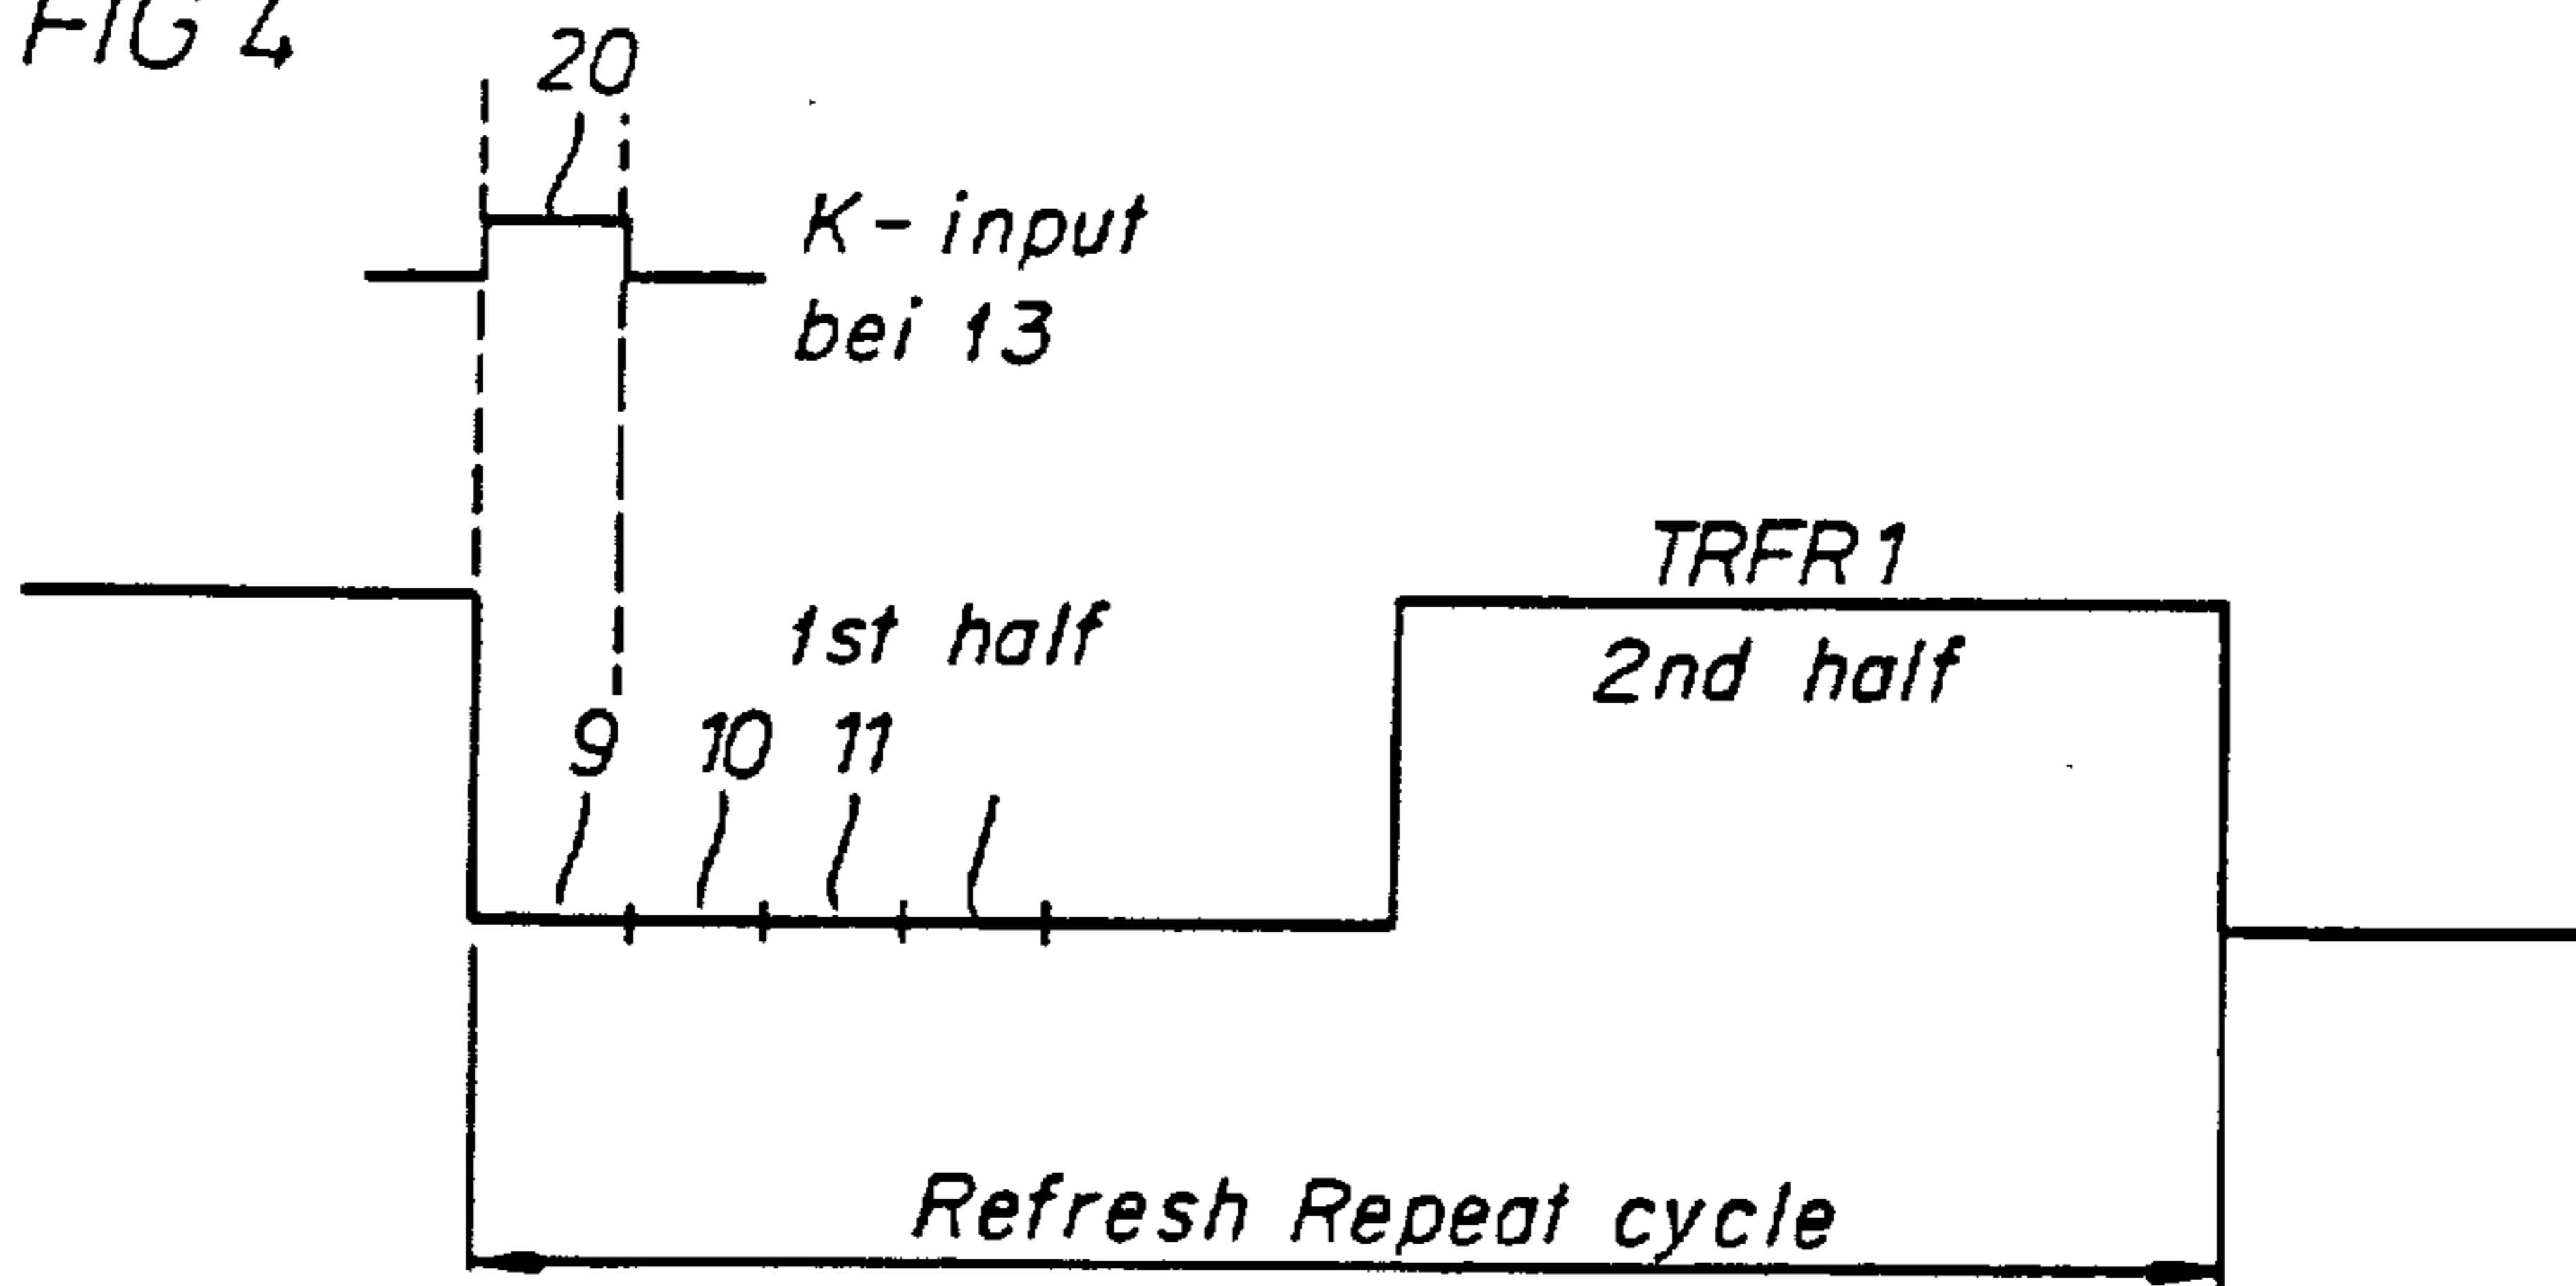 FIG 4
20
K-input
bei 13
TRFR1
1st half
2nd half
9 10 11
Refresh Repeat cycle